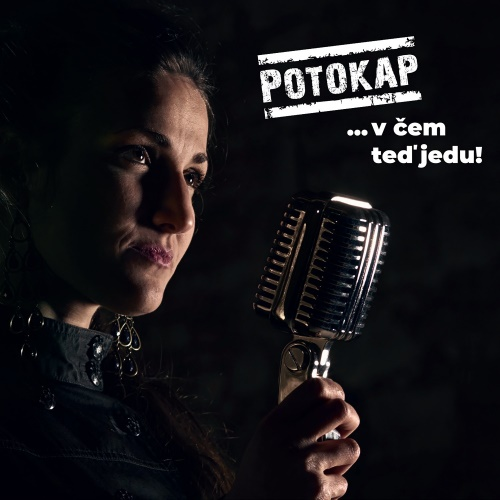 POTOKAP
... v čem
teď jedu!